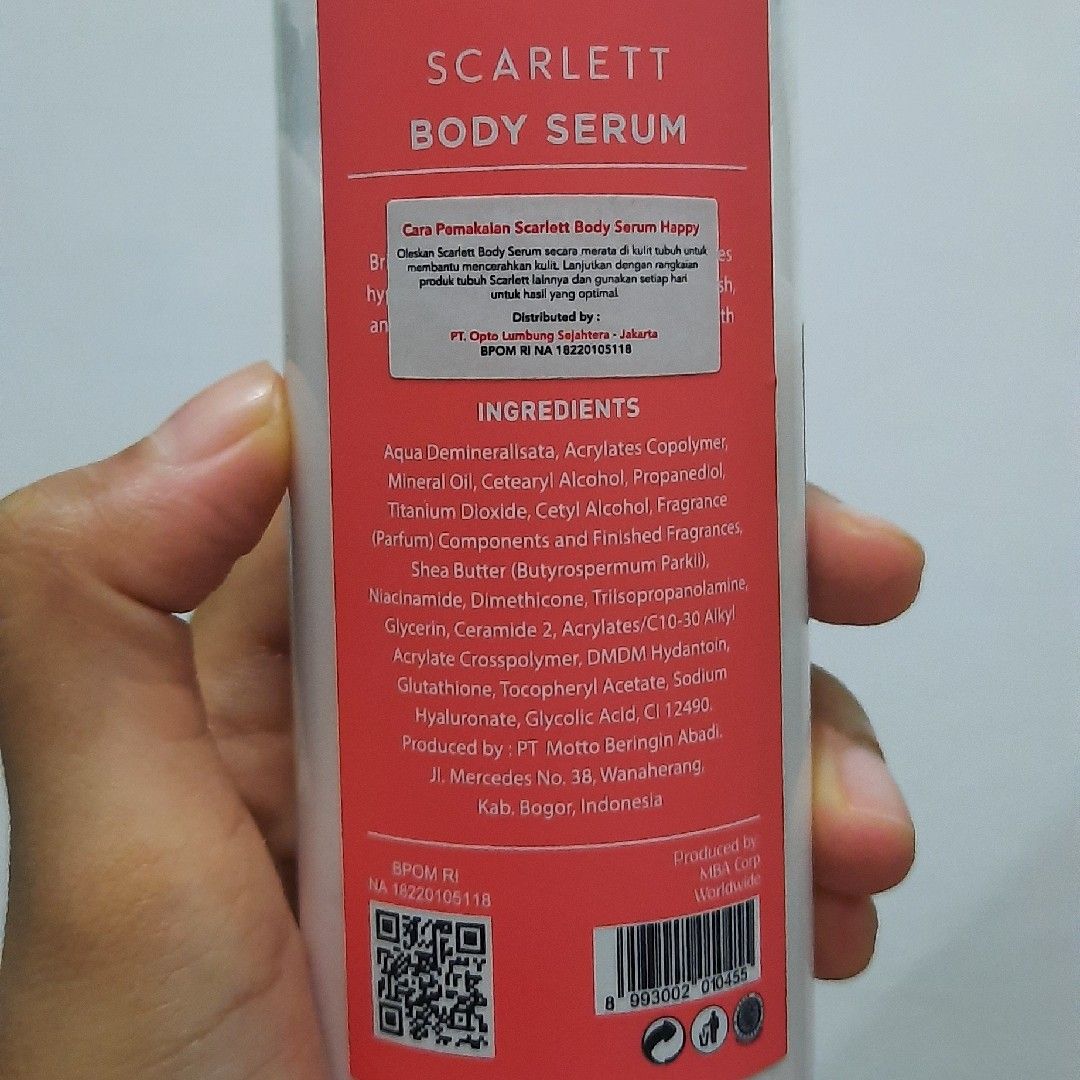 SCARLETT
BODY SERUM
Cara Pemakaian Scarlett Body Serum Happy
Oleskan Scarlett Body Serum secara merata di kulit tubuh untuk
membantu mencerahkan kulit. Lanjutkan dengan rangkaian
produk tubuh Scarlett lainnya dan gunakan setiap hari
untuk hasil yang optimal
Distributed by :
PT. Opto Lumbung Sejahtera - Jakarta
BPOM RI NA 18220105118
INGREDIENTS
Aqua Demineralisata, Acrylates Copolymer,
Mineral Oil, Cetearyl Alcohol, Propanediol,
Titanium Dioxide, Cetyl Alcohol, Fragrance
(Parfum) Components and Finished Fragrances,
Shea Butter (Butyrospermum Parkii),
Niacinamide, Dimethicone, Trilsopropanolamine,
Glycerin, Ceramide 2, Acrylates/C10-30 Alkyl
Acrylate Crosspolymer, DMDM Hydantoin,
Glutathione, Tocopheryl Acetate, Sodium
Hyaluronate, Glycolic Acid, CI 12490.
Produced by : PT Motto Beringin Abadi.
Jl. Mercedes No. 38, Wanaherang,
Kab. Bogor, Indonesia
BPOM RI
NA 18220105118
Produced by
MBA Corp
Worldwide
8 993002 010455